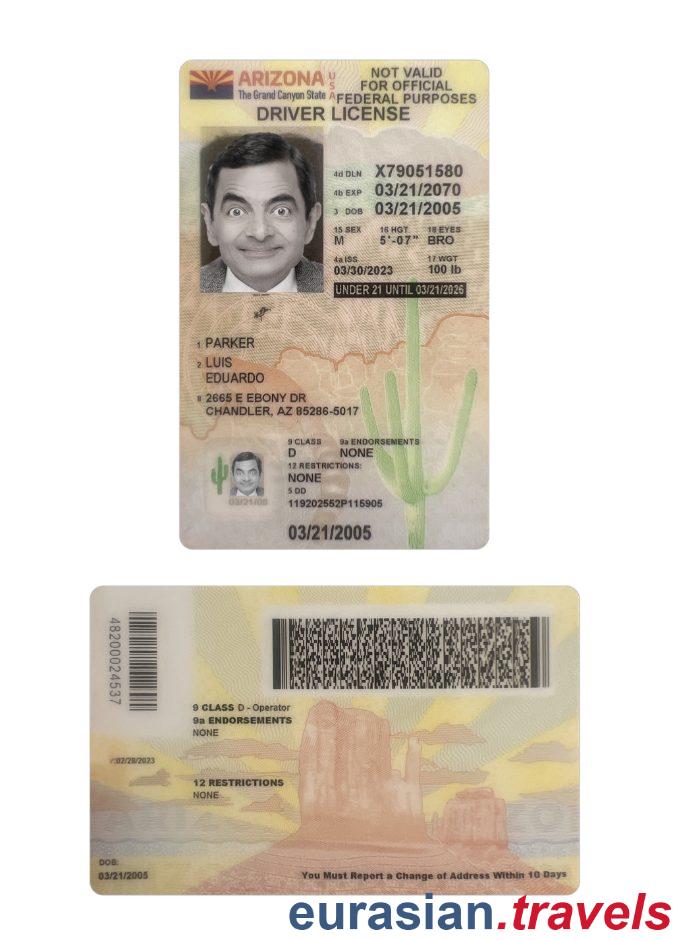 ARIZONA USA
The Grand Canyon State
NOT VALID
FOR OFFICIAL
FEDERAL PURPOSES
DRIVER LICENSE
4d DLN X79051580
4b EXP 03/21/2070
3 DOB 03/21/2005
15 SEX 16 HGT 18 EYES
M 5'-07" BRO
4a ISS 17 WGT
03/30/2023 100 lb
UNDER 21 UNTIL 03/21/2026
1 PARKER
2 LUIS
EDUARDO
8 2665 E EBONY DR
CHANDLER, AZ 85286-5017
9 CLASS 9a ENDORSEMENTS
D NONE
12 RESTRICTIONS:
NONE
5 DD
119202552P115905
03/21/05
03/21/2005
48200024537
9 CLASS D - Operator
9a ENDORSEMENTS
NONE
02/28/2023
12 RESTRICTIONS
NONE
DOB:
03/21/2005
You Must Report a Change of Address Within 10 Days
eurasian.travels